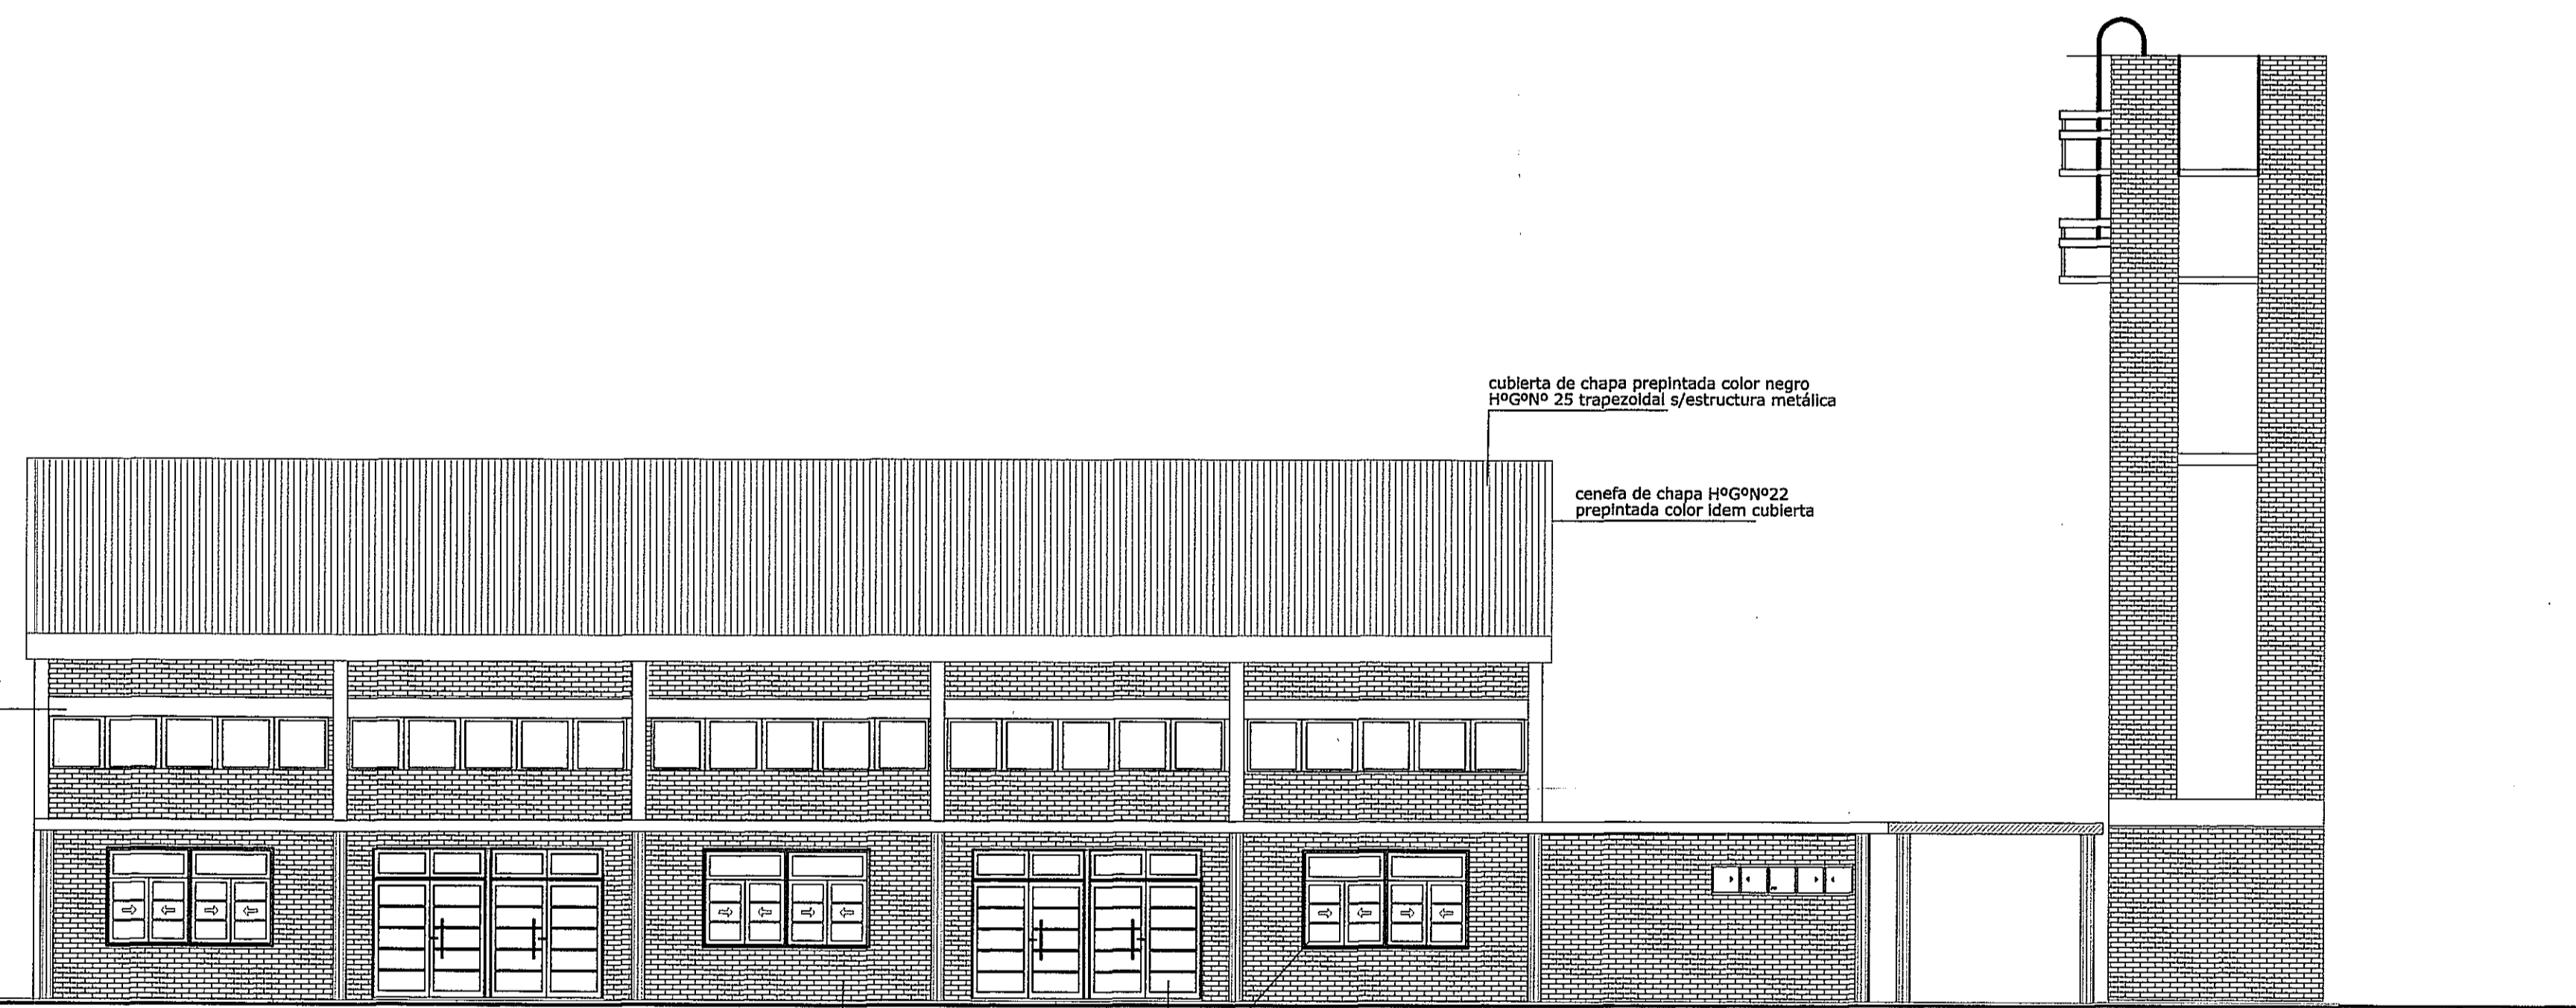 cubierta de chapa prepintada color negro
HºGºNº 25 trapezoidal s/estructura metálica
cenefa de chapa HºGºNº22
prepintada color idem cubierta